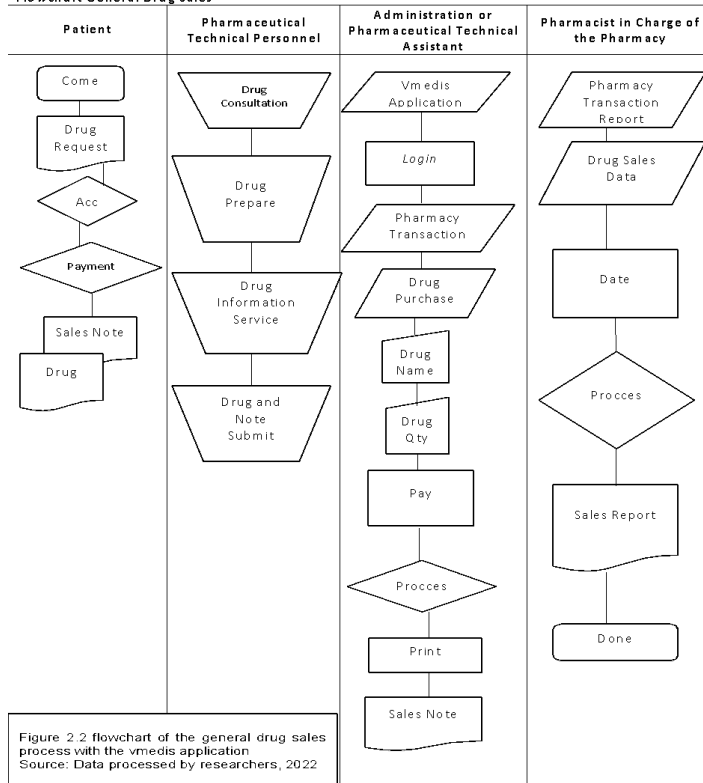 Flowchart General Drug Sales
Patient
Pharmaceutical
Technical Personnel
Administration or
Pharmaceutical Technical
Assistant
Pharmacist in Charge of
the Pharmacy
Come
Drug
Request
Acc
Payment
Sales Note
Drug
Drug
Consultation
Drug
Prepare
Drug
Information
Service
Drug and
Note
Submit
Vmedis
Application
Login
Pharmacy
Transaction
Drug
Purchase
Drug
Name
Drug
Qty
Pay
Procces
Print
Sales Note
Pharmacy
Transaction
Report
Drug Sales
Data
Date
Procces
Sales Report
Done
Figure 2.2 flowchart of the general drug sales
process with the vmedis application
Source: Data processed by researchers, 2022